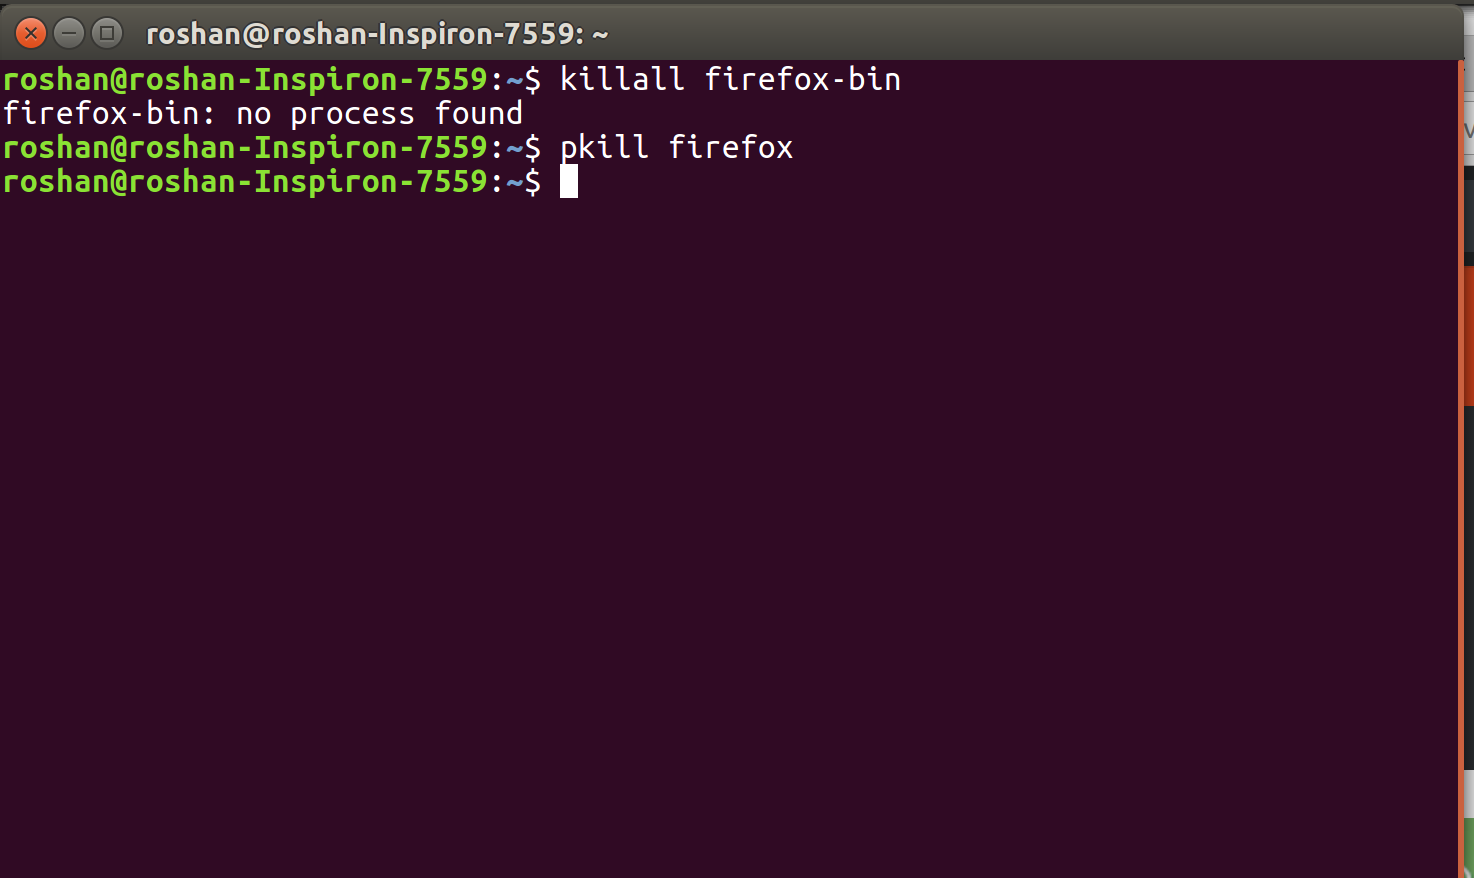 roshan@roshan-Inspiron-7559: ~
roshan@roshan-Inspiron-7559:~$ killall firefox-bin
firefox-bin: no process found
roshan@roshan-Inspiron-7559:~$ pkill firefox
roshan@roshan-Inspiron-7559:~$